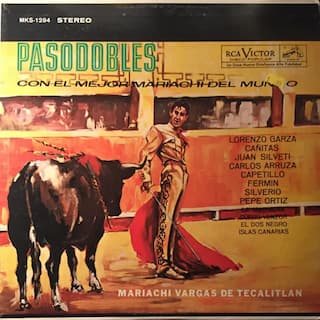 MKS-1294 STEREO
RCA VICTOR
PASODOBLES
CON EL MEJOR MARIACHI DEL MUNDO
LORENZO GARZA
CAÑITAS
JUAN SILVETI
CARLOS ARRUZA
CAPETILLO
FERMIN
SILVERIO
PEPE ORTIZ
EL DOS NEGRO
ISLAS CANARIAS
MARIACHI VARGAS DE TECALITLAN